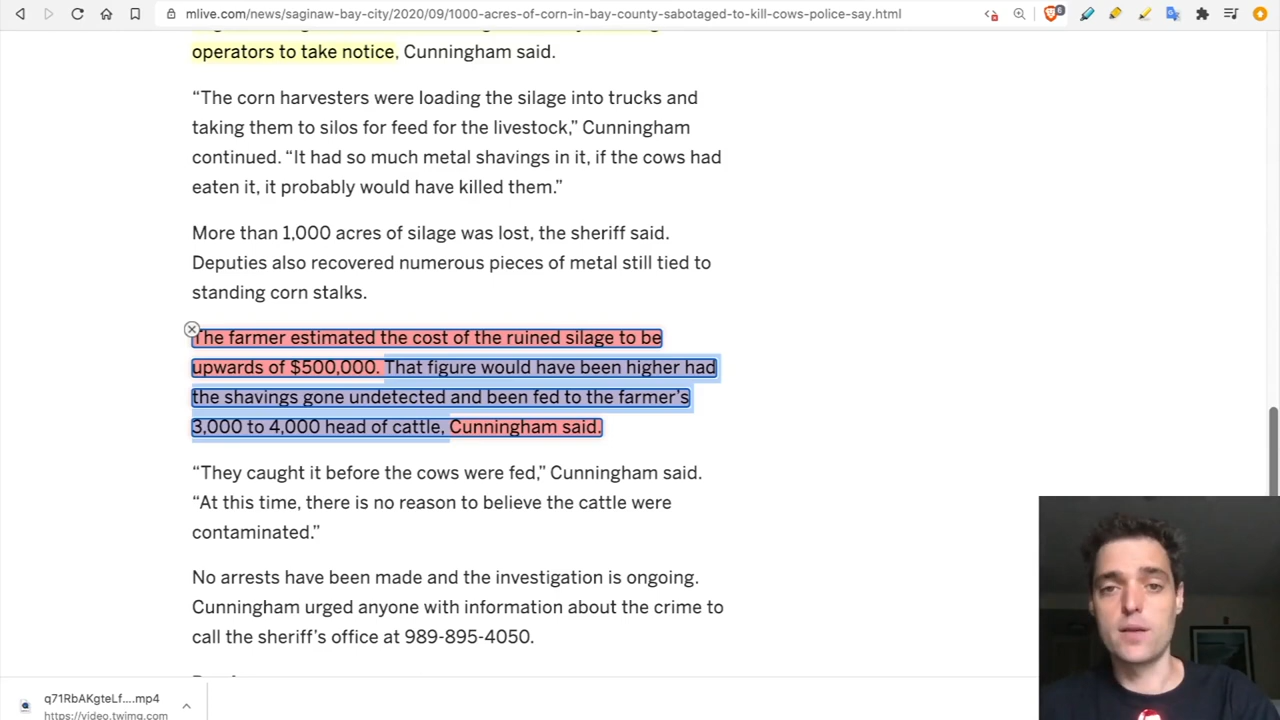 mlive.com/news/saginaw-bay-city/2020/09/1000-acres-of-corn-in-bay-county-sabotaged-to-kill-cows-police-say.html
6
operators to take notice, Cunningham said.
“The corn harvesters were loading the silage into trucks and
taking them to silos for feed for the livestock,” Cunningham
continued. “It had so much metal shavings in it, if the cows had
eaten it, it probably would have killed them.”
More than 1,000 acres of silage was lost, the sheriff said.
Deputies also recovered numerous pieces of metal still tied to
standing corn stalks.
The farmer estimated the cost of the ruined silage to be
upwards of $500,000. That figure would have been higher had
the shavings gone undetected and been fed to the farmer’s
3,000 to 4,000 head of cattle, Cunningham said.
“They caught it before the cows were fed,” Cunningham said.
“At this time, there is no reason to believe the cattle were
contaminated.”
No arrests have been made and the investigation is ongoing.
Cunningham urged anyone with information about the crime to
call the sheriff’s office at 989-895-4050.
q71RbAKgteLf....mp4
https://video.twimg.com